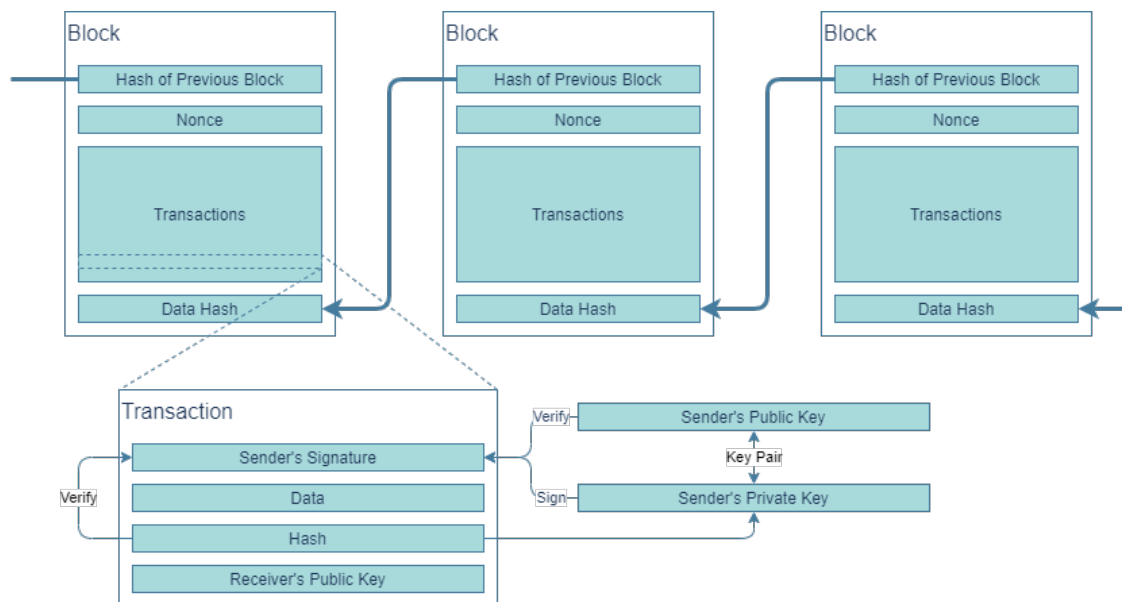 Block
Hash of Previous Block
Nonce
Transactions
Data Hash
Block
Hash of Previous Block
Nonce
Transactions
Data Hash
Block
Hash of Previous Block
Nonce
Transactions
Data Hash
Transaction
Sender's Signature
Data
Hash
Receiver's Public Key
Verify
Verify
Sign
Sender's Public Key
Key Pair
Sender's Private Key